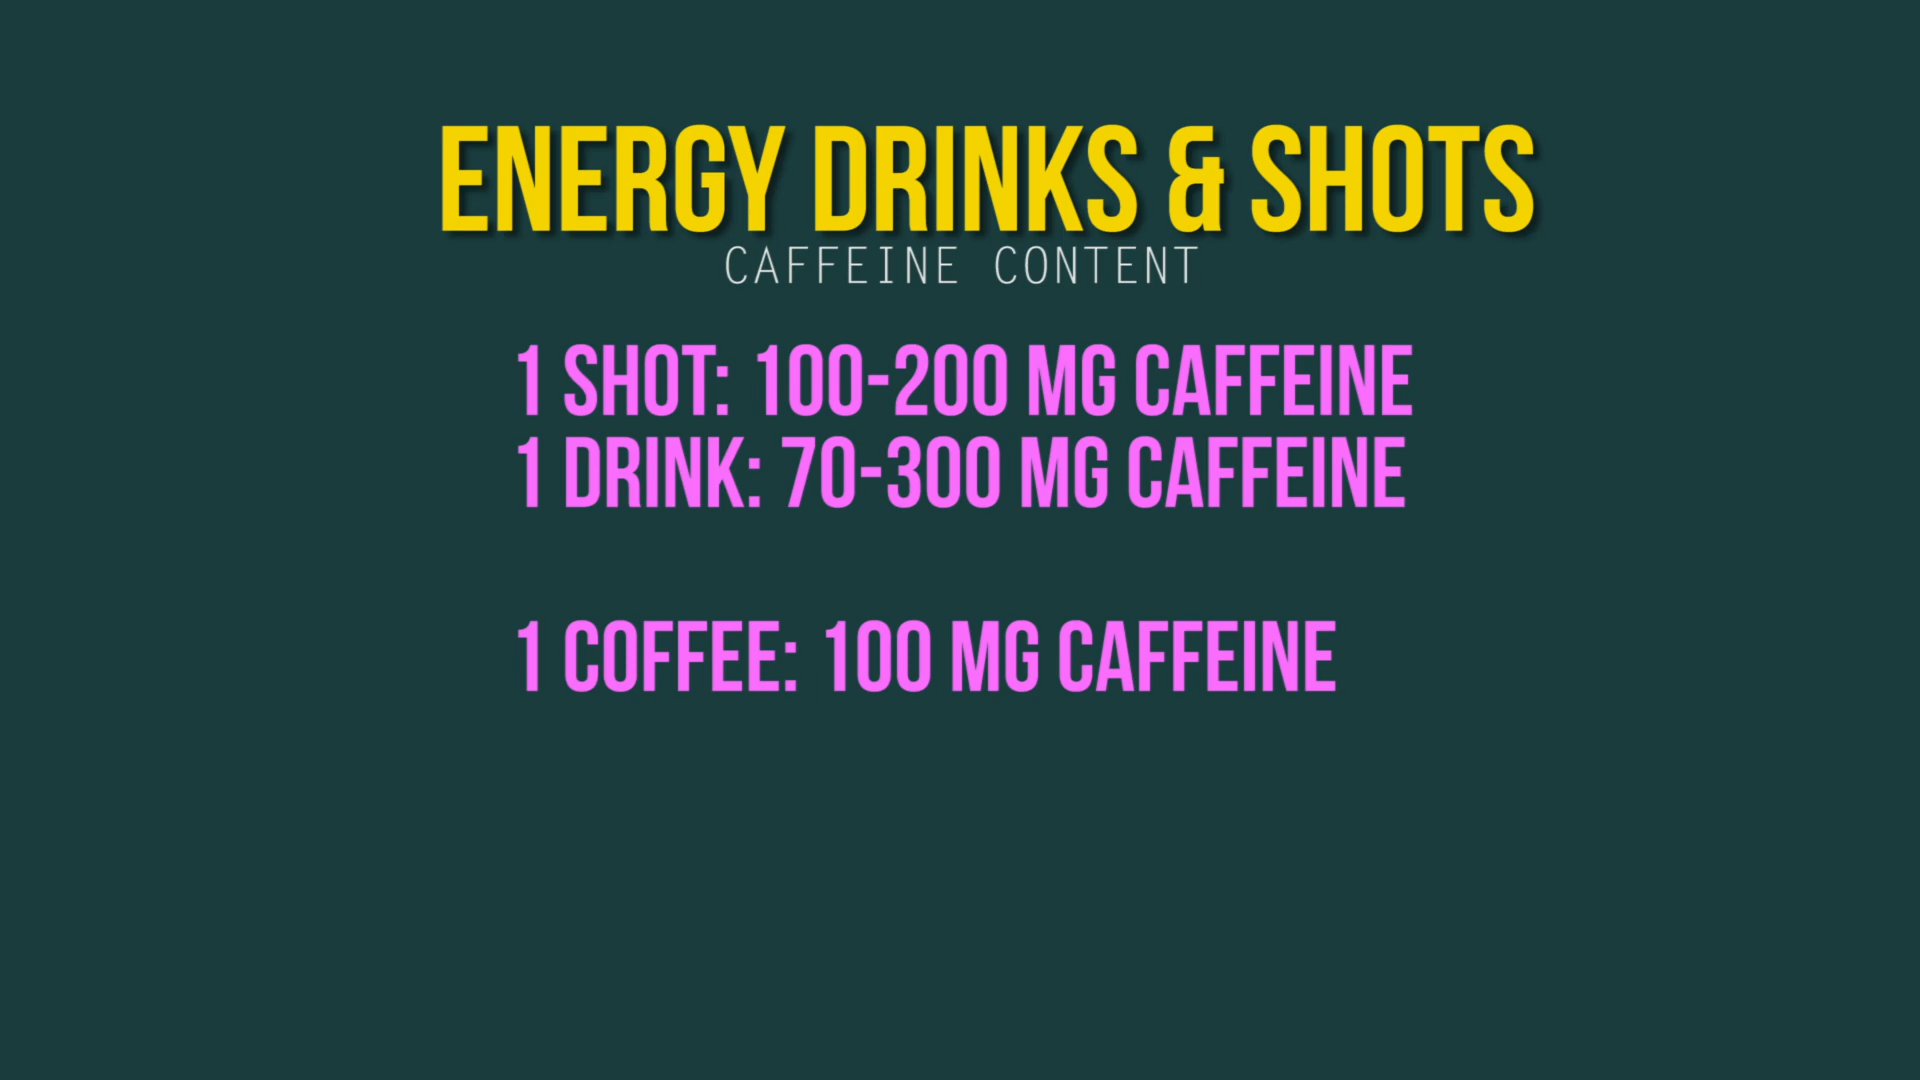 ENERGY DRINKS & SHOTS
CAFFEINE CONTENT
1 SHOT: 100-200 MG CAFFEINE
1 DRINK: 70-300 MG CAFFEINE
1 COFFEE: 100 MG CAFFEINE